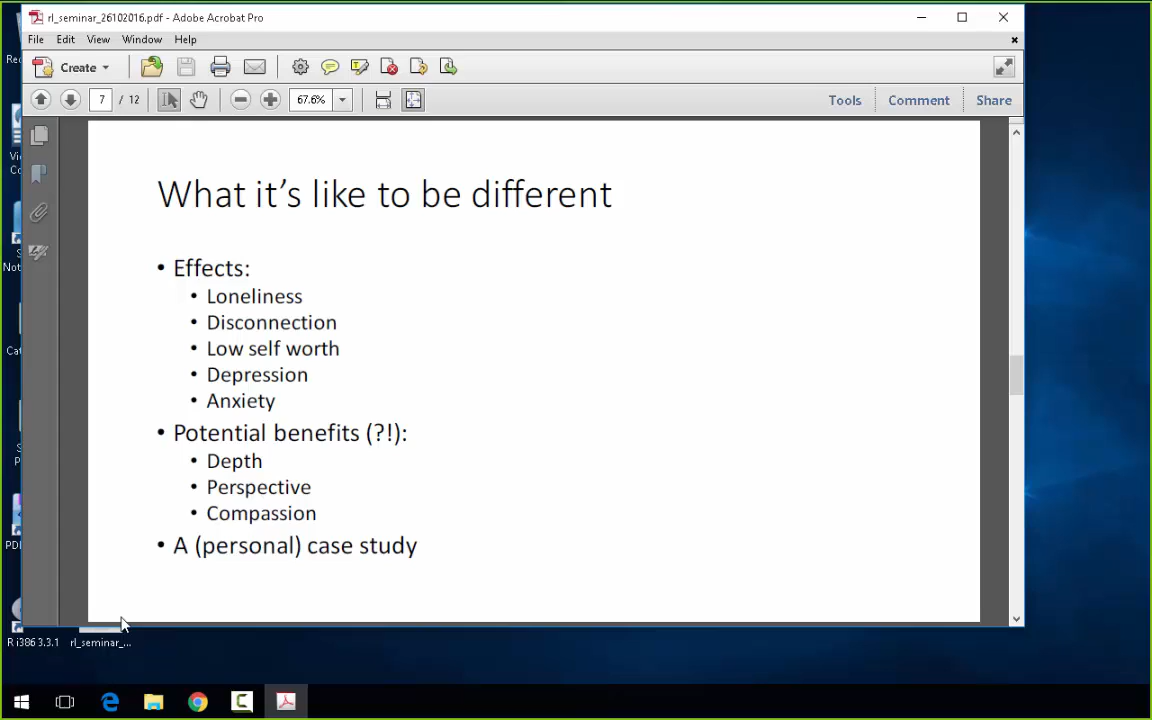 rl_seminar_26102016.pdf - Adobe Acrobat Pro
File Edit View Window Help
Create
7 / 12 67.6% Tools Comment Share
What it's like to be different
• Effects:
• Loneliness
• Disconnection
• Low self worth
• Depression
• Anxiety
• Potential benefits (?!):
• Depth
• Perspective
• Compassion
• A (personal) case study
R i386 3.3.1 rl_seminar_...